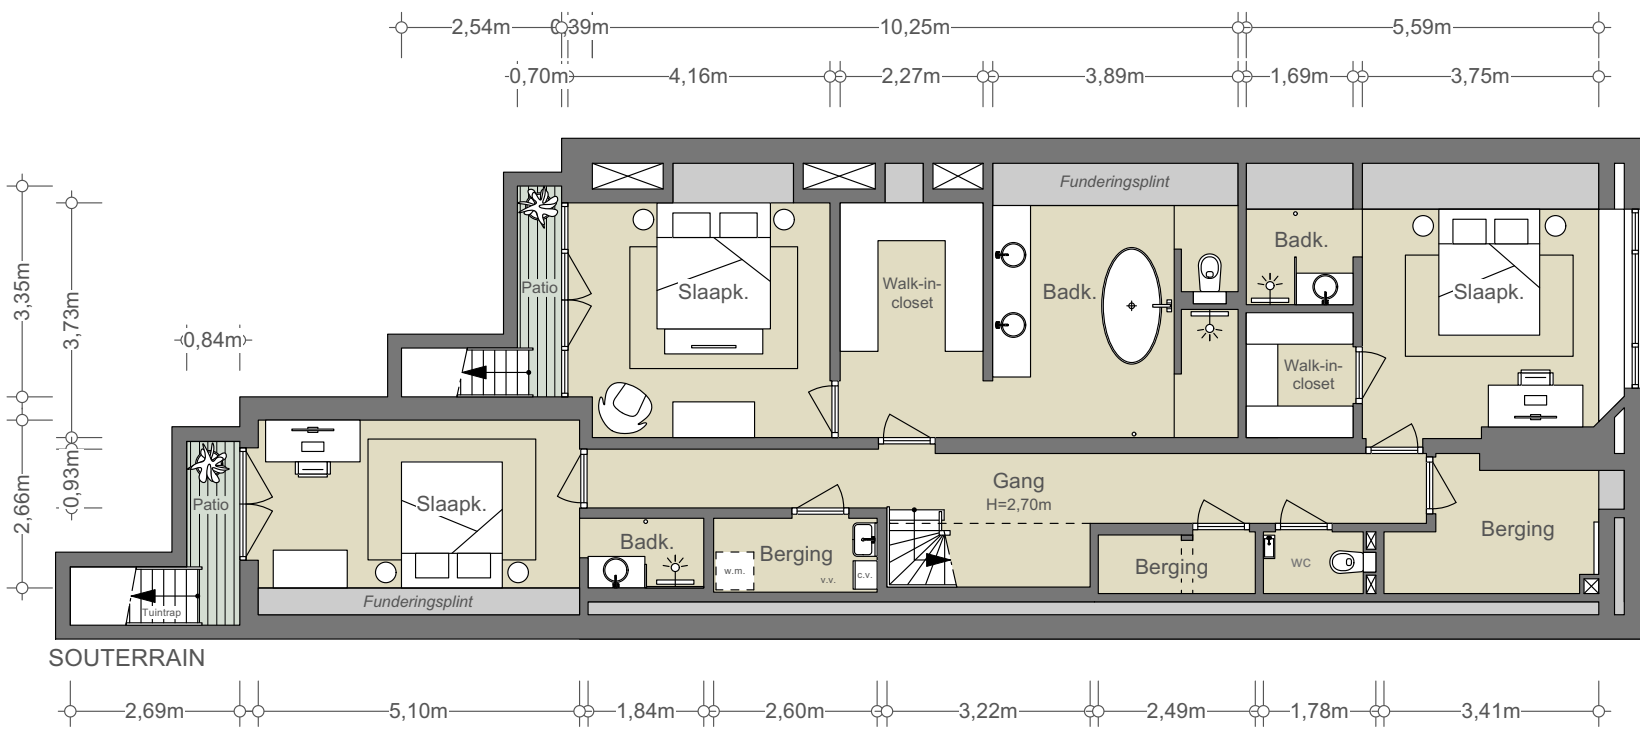 2,54m 0,39m 10,25m 5,59m
0,70m 4,16m 2,27m 3,89m 1,69m 3,75m
Funderingsplint
Badk.
Patio
Slaapk.
Walk-in-
closet
Badk.
Slaapk.
3,35m
3,73m
0,84m
Walk-in-
closet
2,66m
0,93m
Patio
Slaapk.
Gang
H=2,70m
Badk.
Berging
w.m.
v.v.
c.v.
Berging
wc
Berging
Tuintrap
Funderingsplint
SOUTERRAIN
2,69m 5,10m 1,84m 2,60m 3,22m 2,49m 1,78m 3,41m